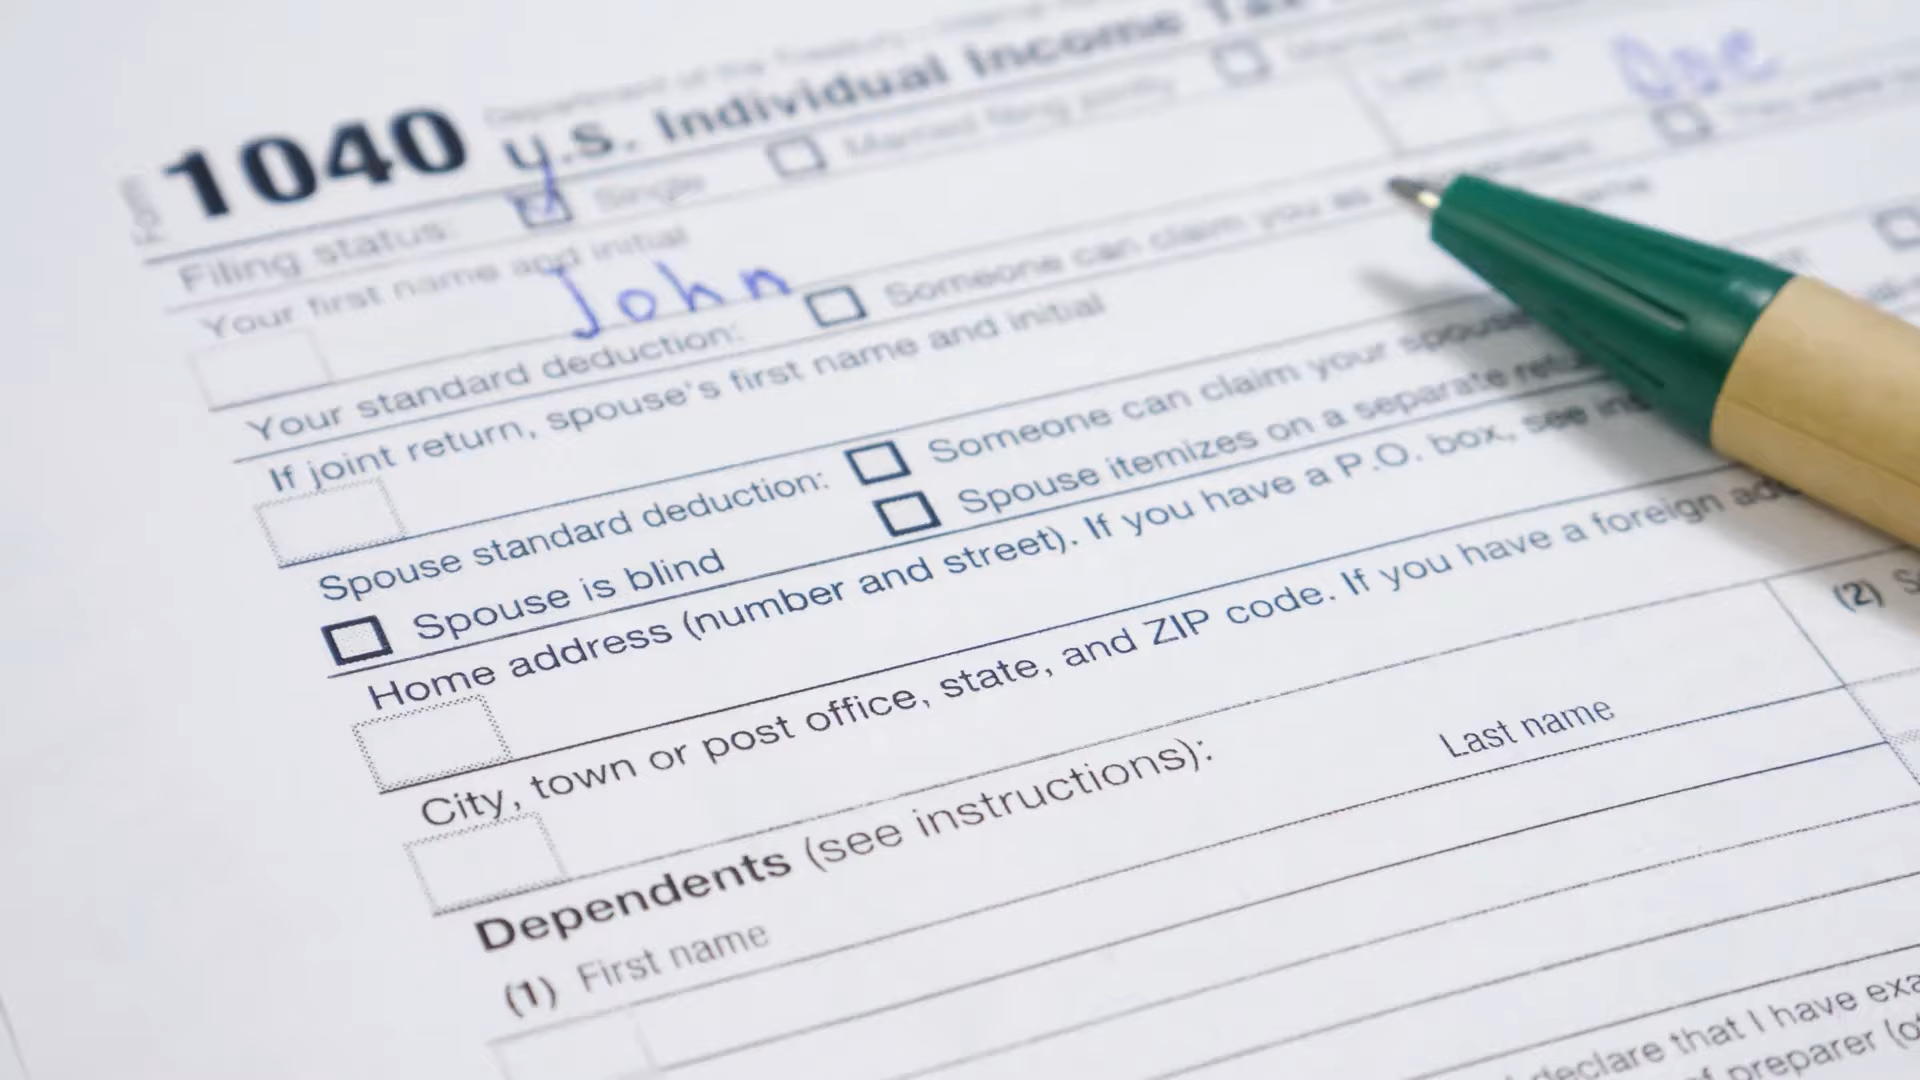 Form 1040 U.S. Individual Income Tax
Filing status: Single Married filing jointly
Your first name and initial Last name
John Doe
Your standard deduction: Someone can claim you as
If joint return, spouse's first name and initial
Spouse standard deduction: Someone can claim your spouse
Spouse is blind Spouse itemizes on a separate
Home address (number and street). If you have a P.O. box, see
City, town or post office, state, and ZIP code. If you have a foreign
Dependents (see instructions): (2)
(1) First name Last name
declare that I have
preparer